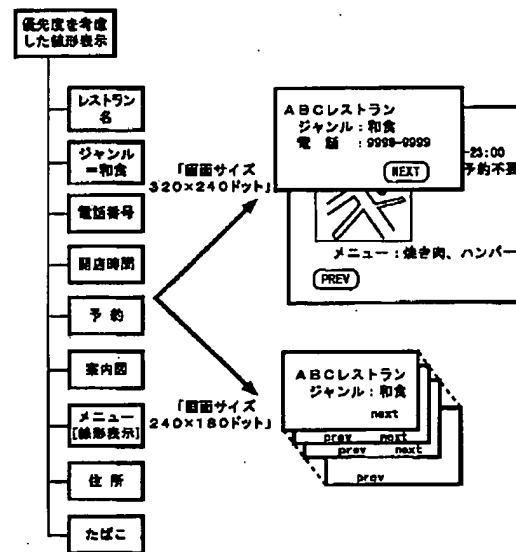 優先度を考慮
した線形表示
レストラン
名
ジャンル
=和食
電話番号
開店時間
予 約
案内図
メニュー
[線形表示]
住 所
たばこ
「画面サイズ
320×240ドット」
ABCレストラン
ジャンル:和食
電 話 :9999-9999
NEXT
-23:00
予約不要
メニュー:焼き肉、ハンバー
PREV
「画面サイズ
240×180ドット」
ABCレストラン
ジャンル:和食
next
prev next
prev next
prev